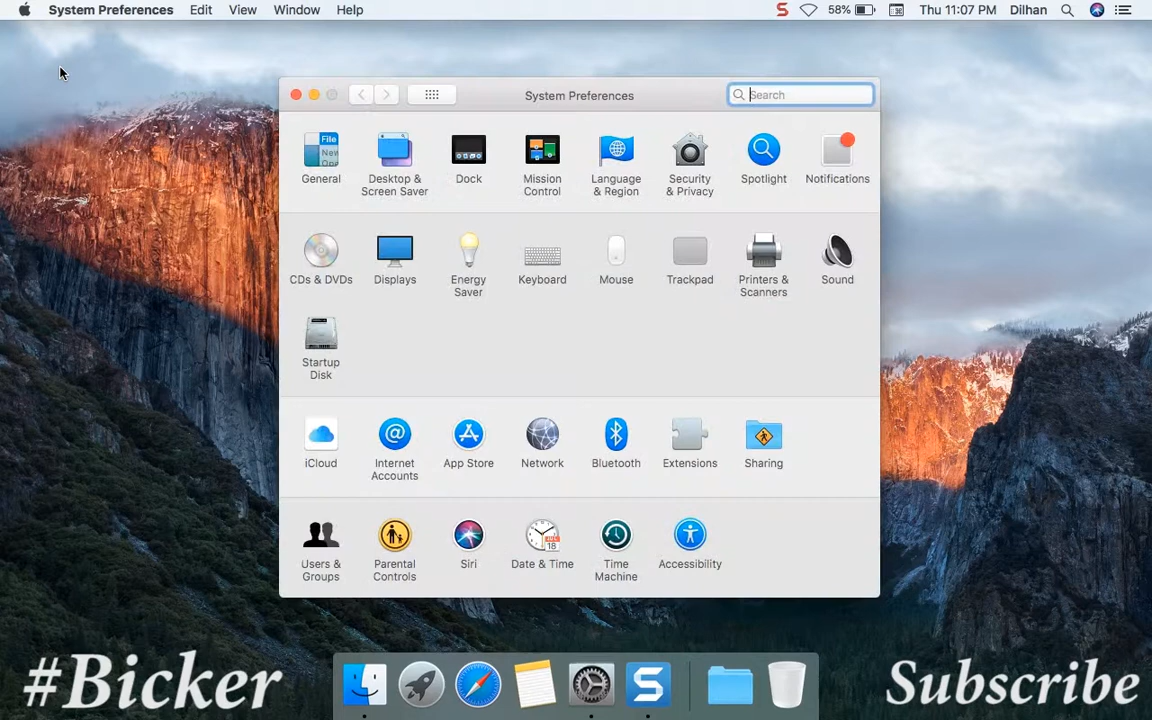 System Preferences Edit View Window Help 58% Thu 11:07 PM Dilhan
System Preferences Search
General Desktop & Screen Saver Dock Mission Control Language & Region Security & Privacy Spotlight Notifications
CDs & DVDs Displays Energy Saver Keyboard Mouse Trackpad Printers & Scanners Sound
Startup Disk
iCloud Internet Accounts App Store Network Bluetooth Extensions Sharing
Users & Groups Parental Controls Siri Date & Time Time Machine Accessibility
#Bicker Subscribe